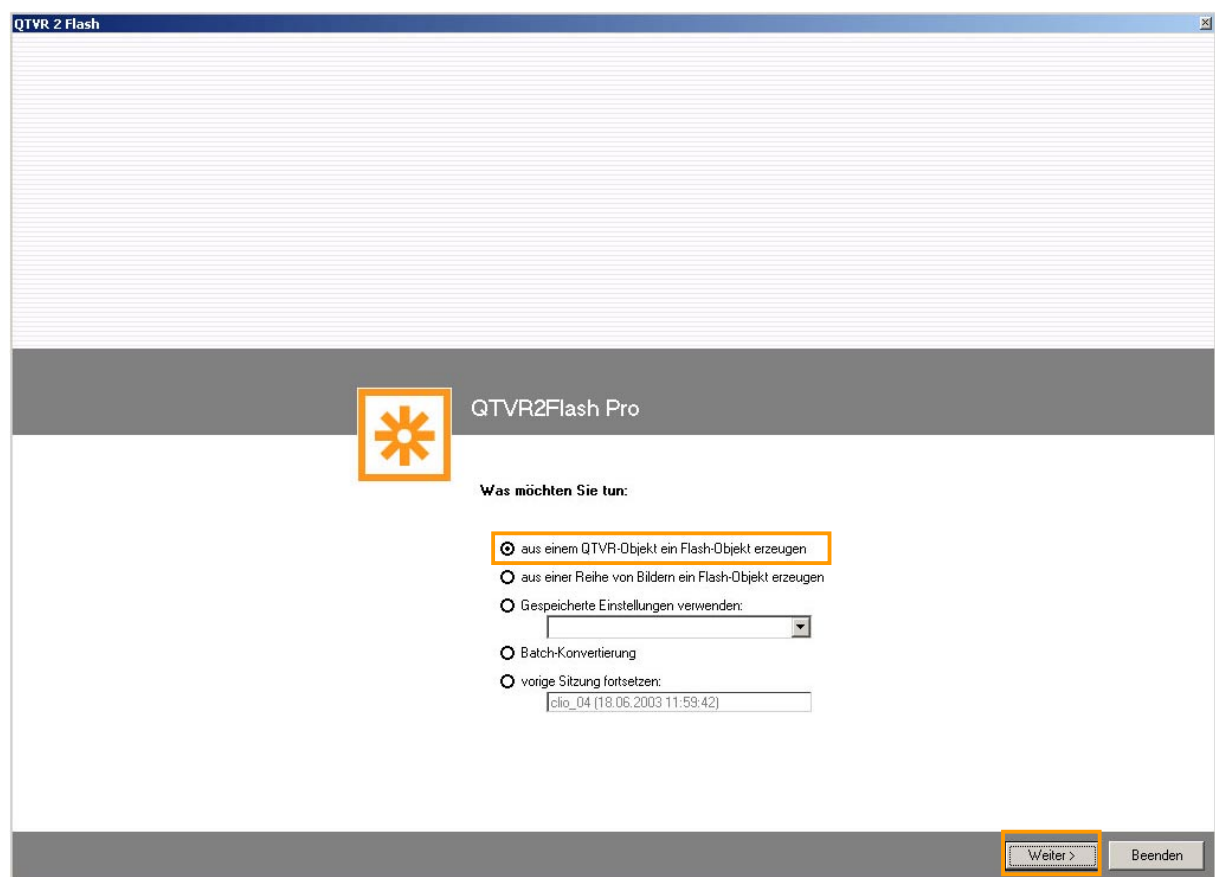 QTVR 2 Flash
QTVR2Flash Pro
Was möchten Sie tun:
aus einem QTVR-Objekt ein Flash-Objekt erzeugen
aus einer Reihe von Bildern ein Flash-Objekt erzeugen
Gespeicherte Einstellungen verwenden:
Batch-Konvertierung
vorige Sitzung fortsetzen:
clio_04 (18.06.2003 11:59:42)
Weiter > Beenden